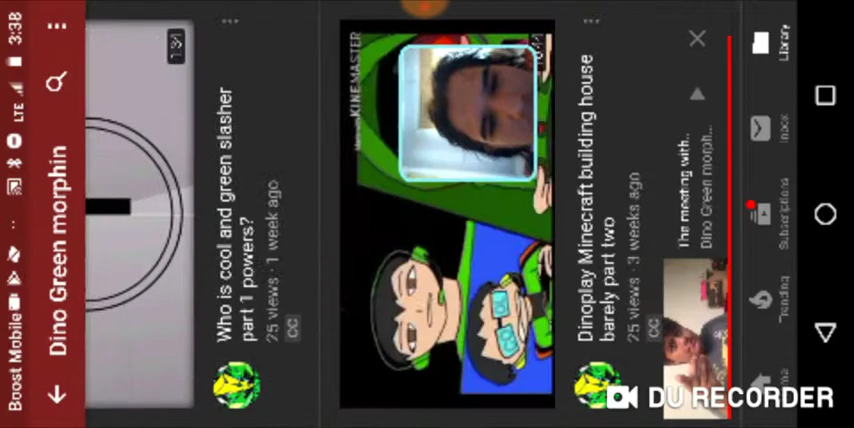 Boost Mobile
LTE
3:38
Dino Green morphin
1:34
Who is cool and green slasher
part 1 powers?
25 views · 1 week ago
CC
KINEMASTER
Dinoplay Minecraft building house
barely part two
25 views · 3 weeks ago
CC
The meeting with..
Dino Green morph...
Trending
Subscriptions
Inbox
Library
DU RECORDER